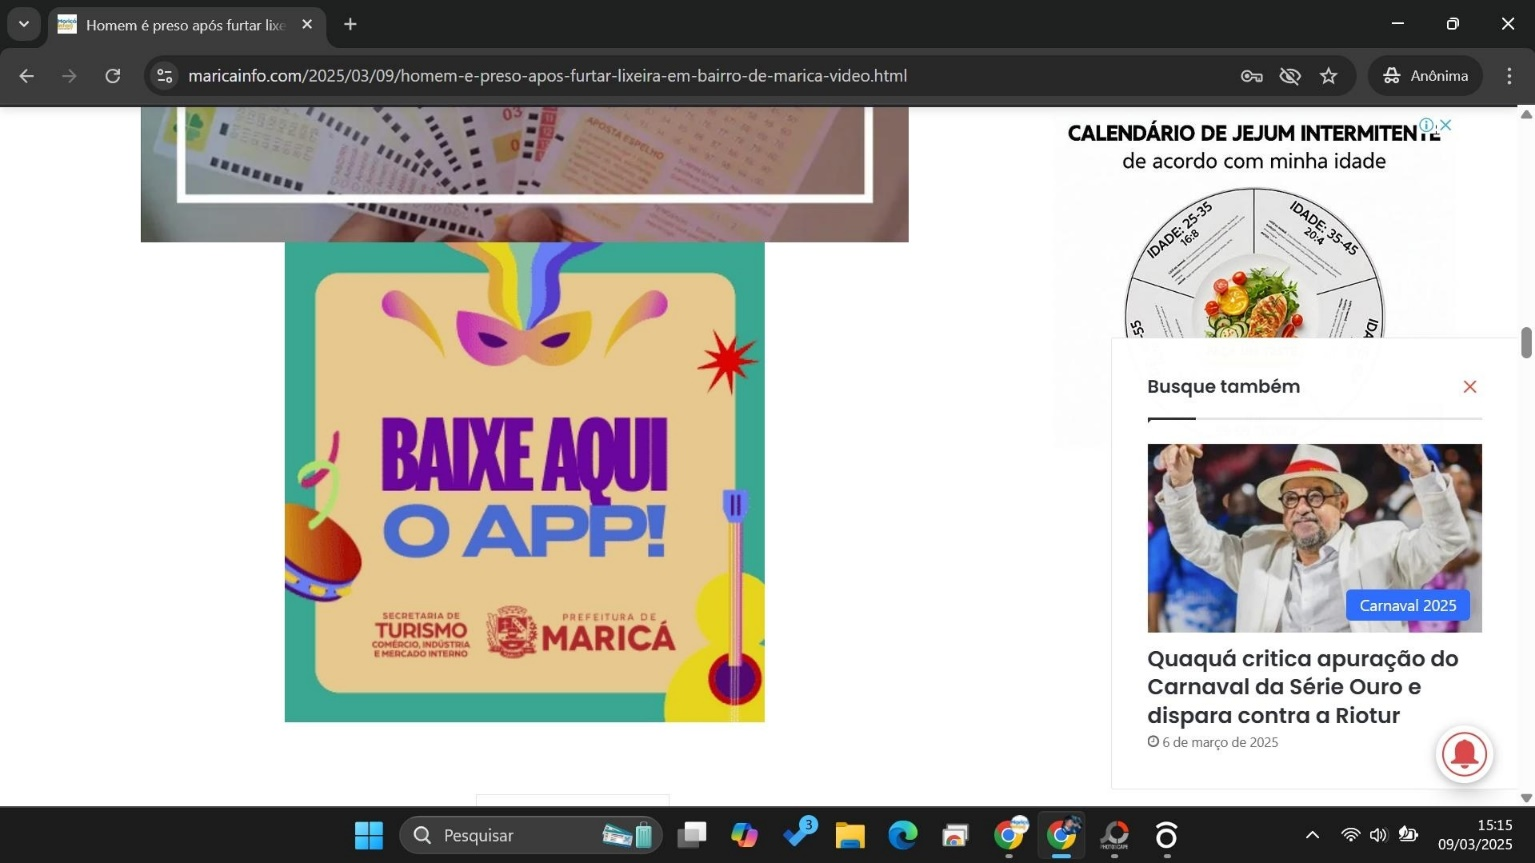 Homem é preso após furtar lixe
maricainfo.com/2025/03/09/homem-e-preso-apos-furtar-lixeira-em-bairro-de-marica-video.html
Anônima
03
APOSTA ESPELHO
CALENDÁRIO DE JEJUM INTERMITENTE
de acordo com minha idade
IDADE: 25-35
16:8
IDADE: 35-45
20:4
BAIXE AQUI
O APP!
SECRETARIA DE
TURISMO
COMÉRCIO, INDÚSTRIA
E MERCADO INTERNO
PREFEITURA DE
MARICÁ
Busque também
Carnaval 2025
Quaquá critica apuração do
Carnaval da Série Ouro e
dispara contra a Riotur
6 de março de 2025
Pesquisar
3
15:15
09/03/2025